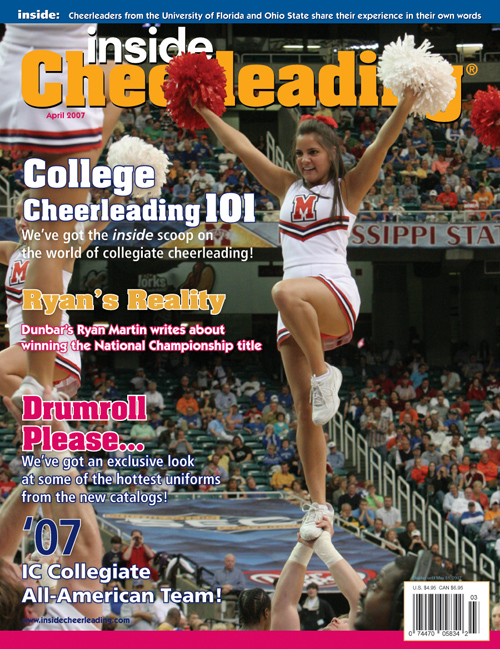 inside: Cheerleaders from the University of Florida and Ohio State share their experience in their own words
inside
Cheerleading®
April 2007
M
College
Cheerleading 101
We've got the inside scoop on
the world of collegiate cheerleading!
SSIPPI STAT
Ryan's Reality
Dunbar's Ryan Martin writes about
winning the National Championship title
Drumroll
Please...
We've got an exclusive look
at some of the hottest uniforms
from the new catalogs!
'07
IC Collegiate
All-American Team!
www.insidecheerleading.com
U.S. $4.95 CAN $6.95
03
0 74470 05834 2